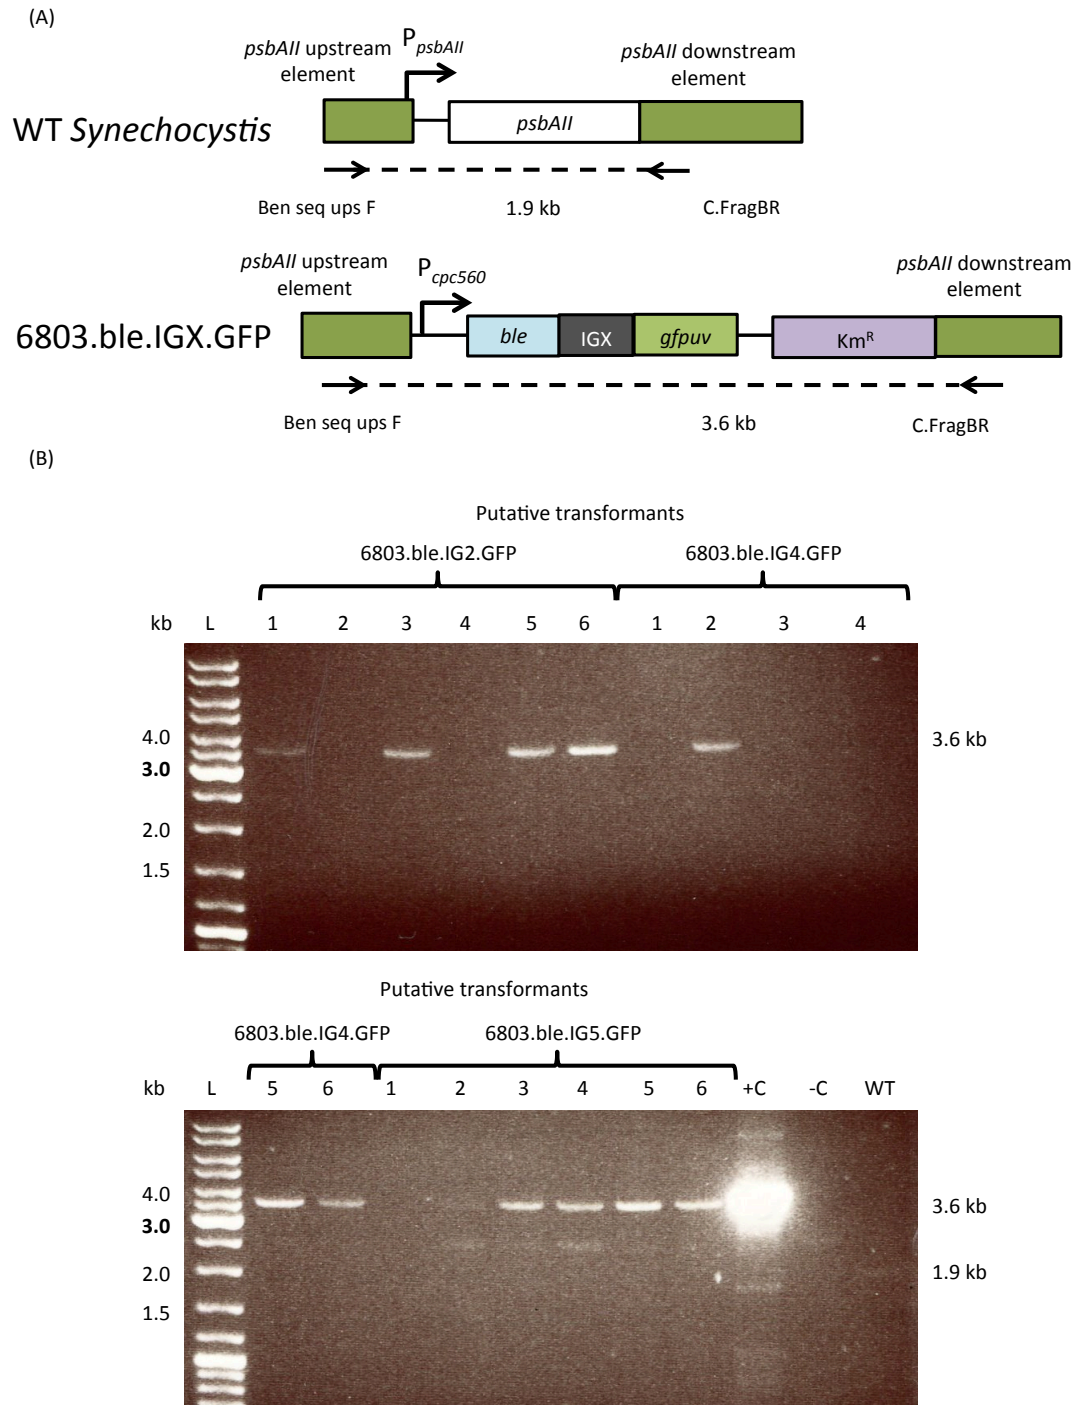 (A)
psbAII upstream
element
PpsbAII
psbAII downstream
element
WT Synechocystis
psbAII
Ben seq ups F
1.9 kb
C.FragBR
psbAII upstream
element
Pcpc560
psbAII downstream
element
6803.ble.IGX.GFP
ble
IGX
gfpuv
KmR
Ben seq ups F
3.6 kb
C.FragBR
(B)
Putative transformants
6803.ble.IG2.GFP
6803.ble.IG4.GFP
kb L 1 2 3 4 5 6 1 2 3 4
4.0
3.0
2.0
1.5
3.6 kb
Putative transformants
6803.ble.IG4.GFP
6803.ble.IG5.GFP
kb L 5 6 1 2 3 4 5 6 +C -C WT
4.0
3.0
2.0
1.5
3.6 kb
1.9 kb